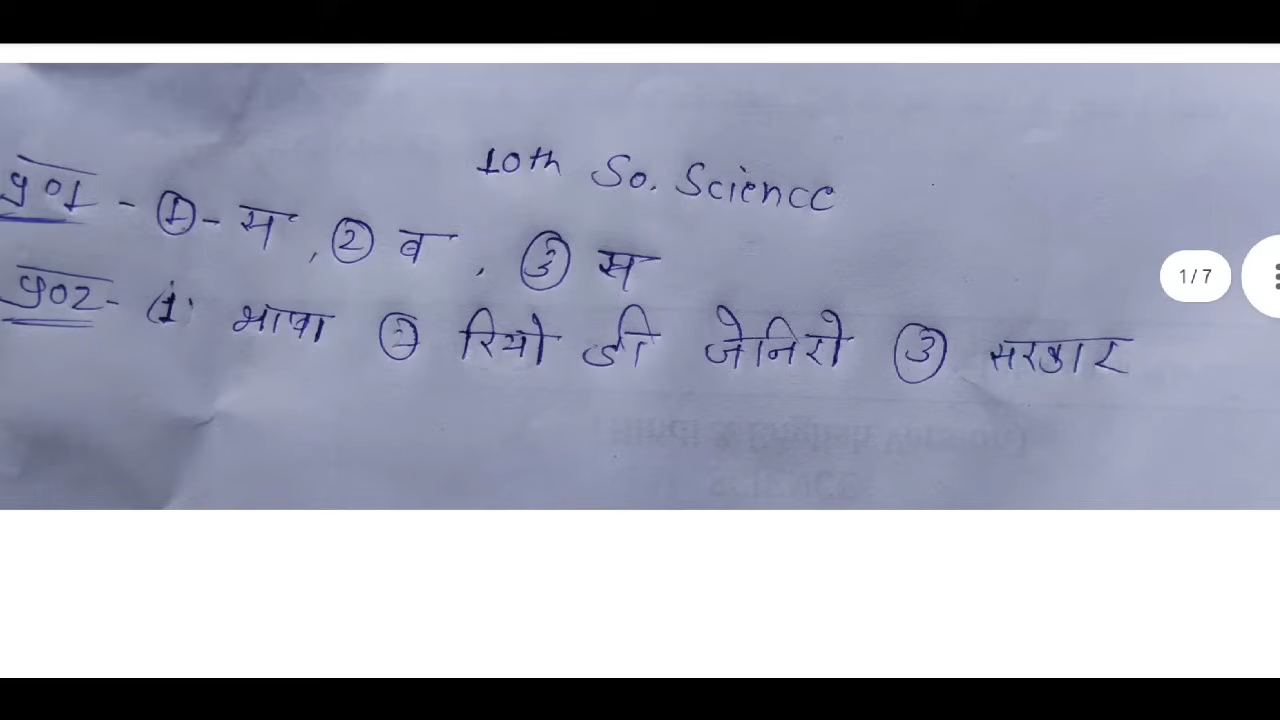 10th So. Science
प्र01 - ① - स , ② ब , ③ स
प्र02 - (1) भाषा ② रियो डी जेनिरो ③ सरकार
1/7